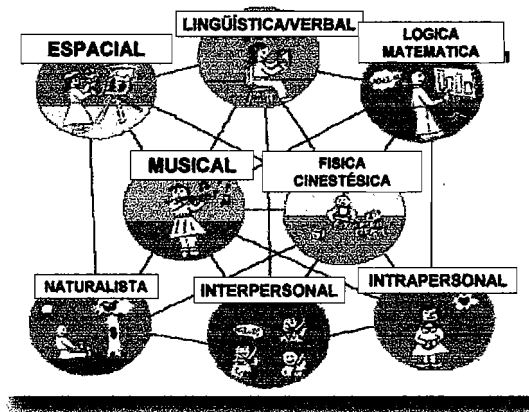 LINGÜÍSTICA/VERBAL
ESPACIAL
LOGICA
MATEMATICA
MUSICAL
FISICA
CINESTÉSICA
NATURALISTA
INTERPERSONAL
INTRAPERSONAL